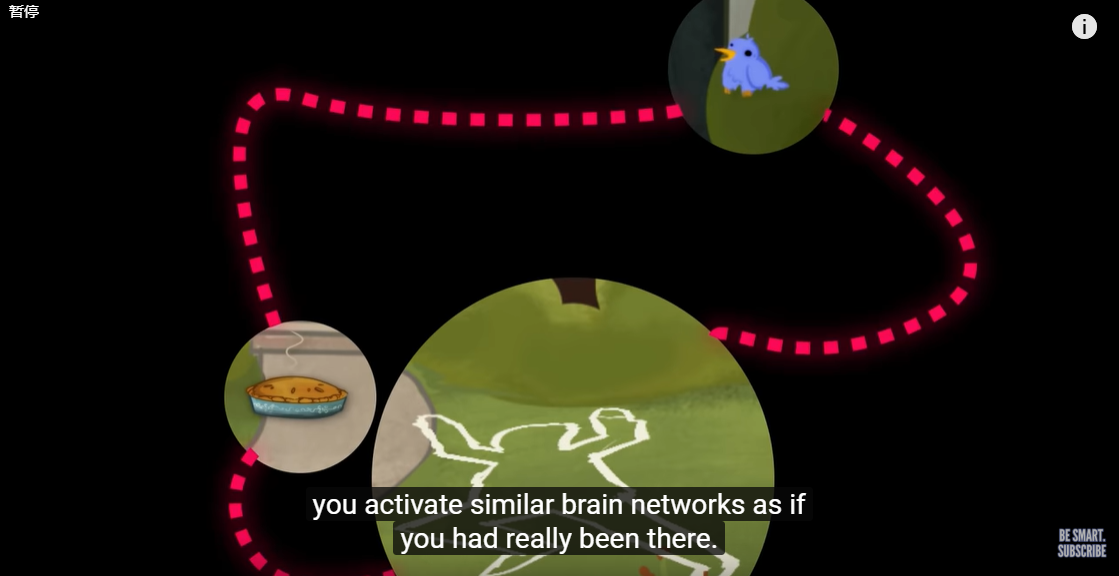 暂停
you activate similar brain networks as if
you had really been there.
BE SMART.
SUBSCRIBE